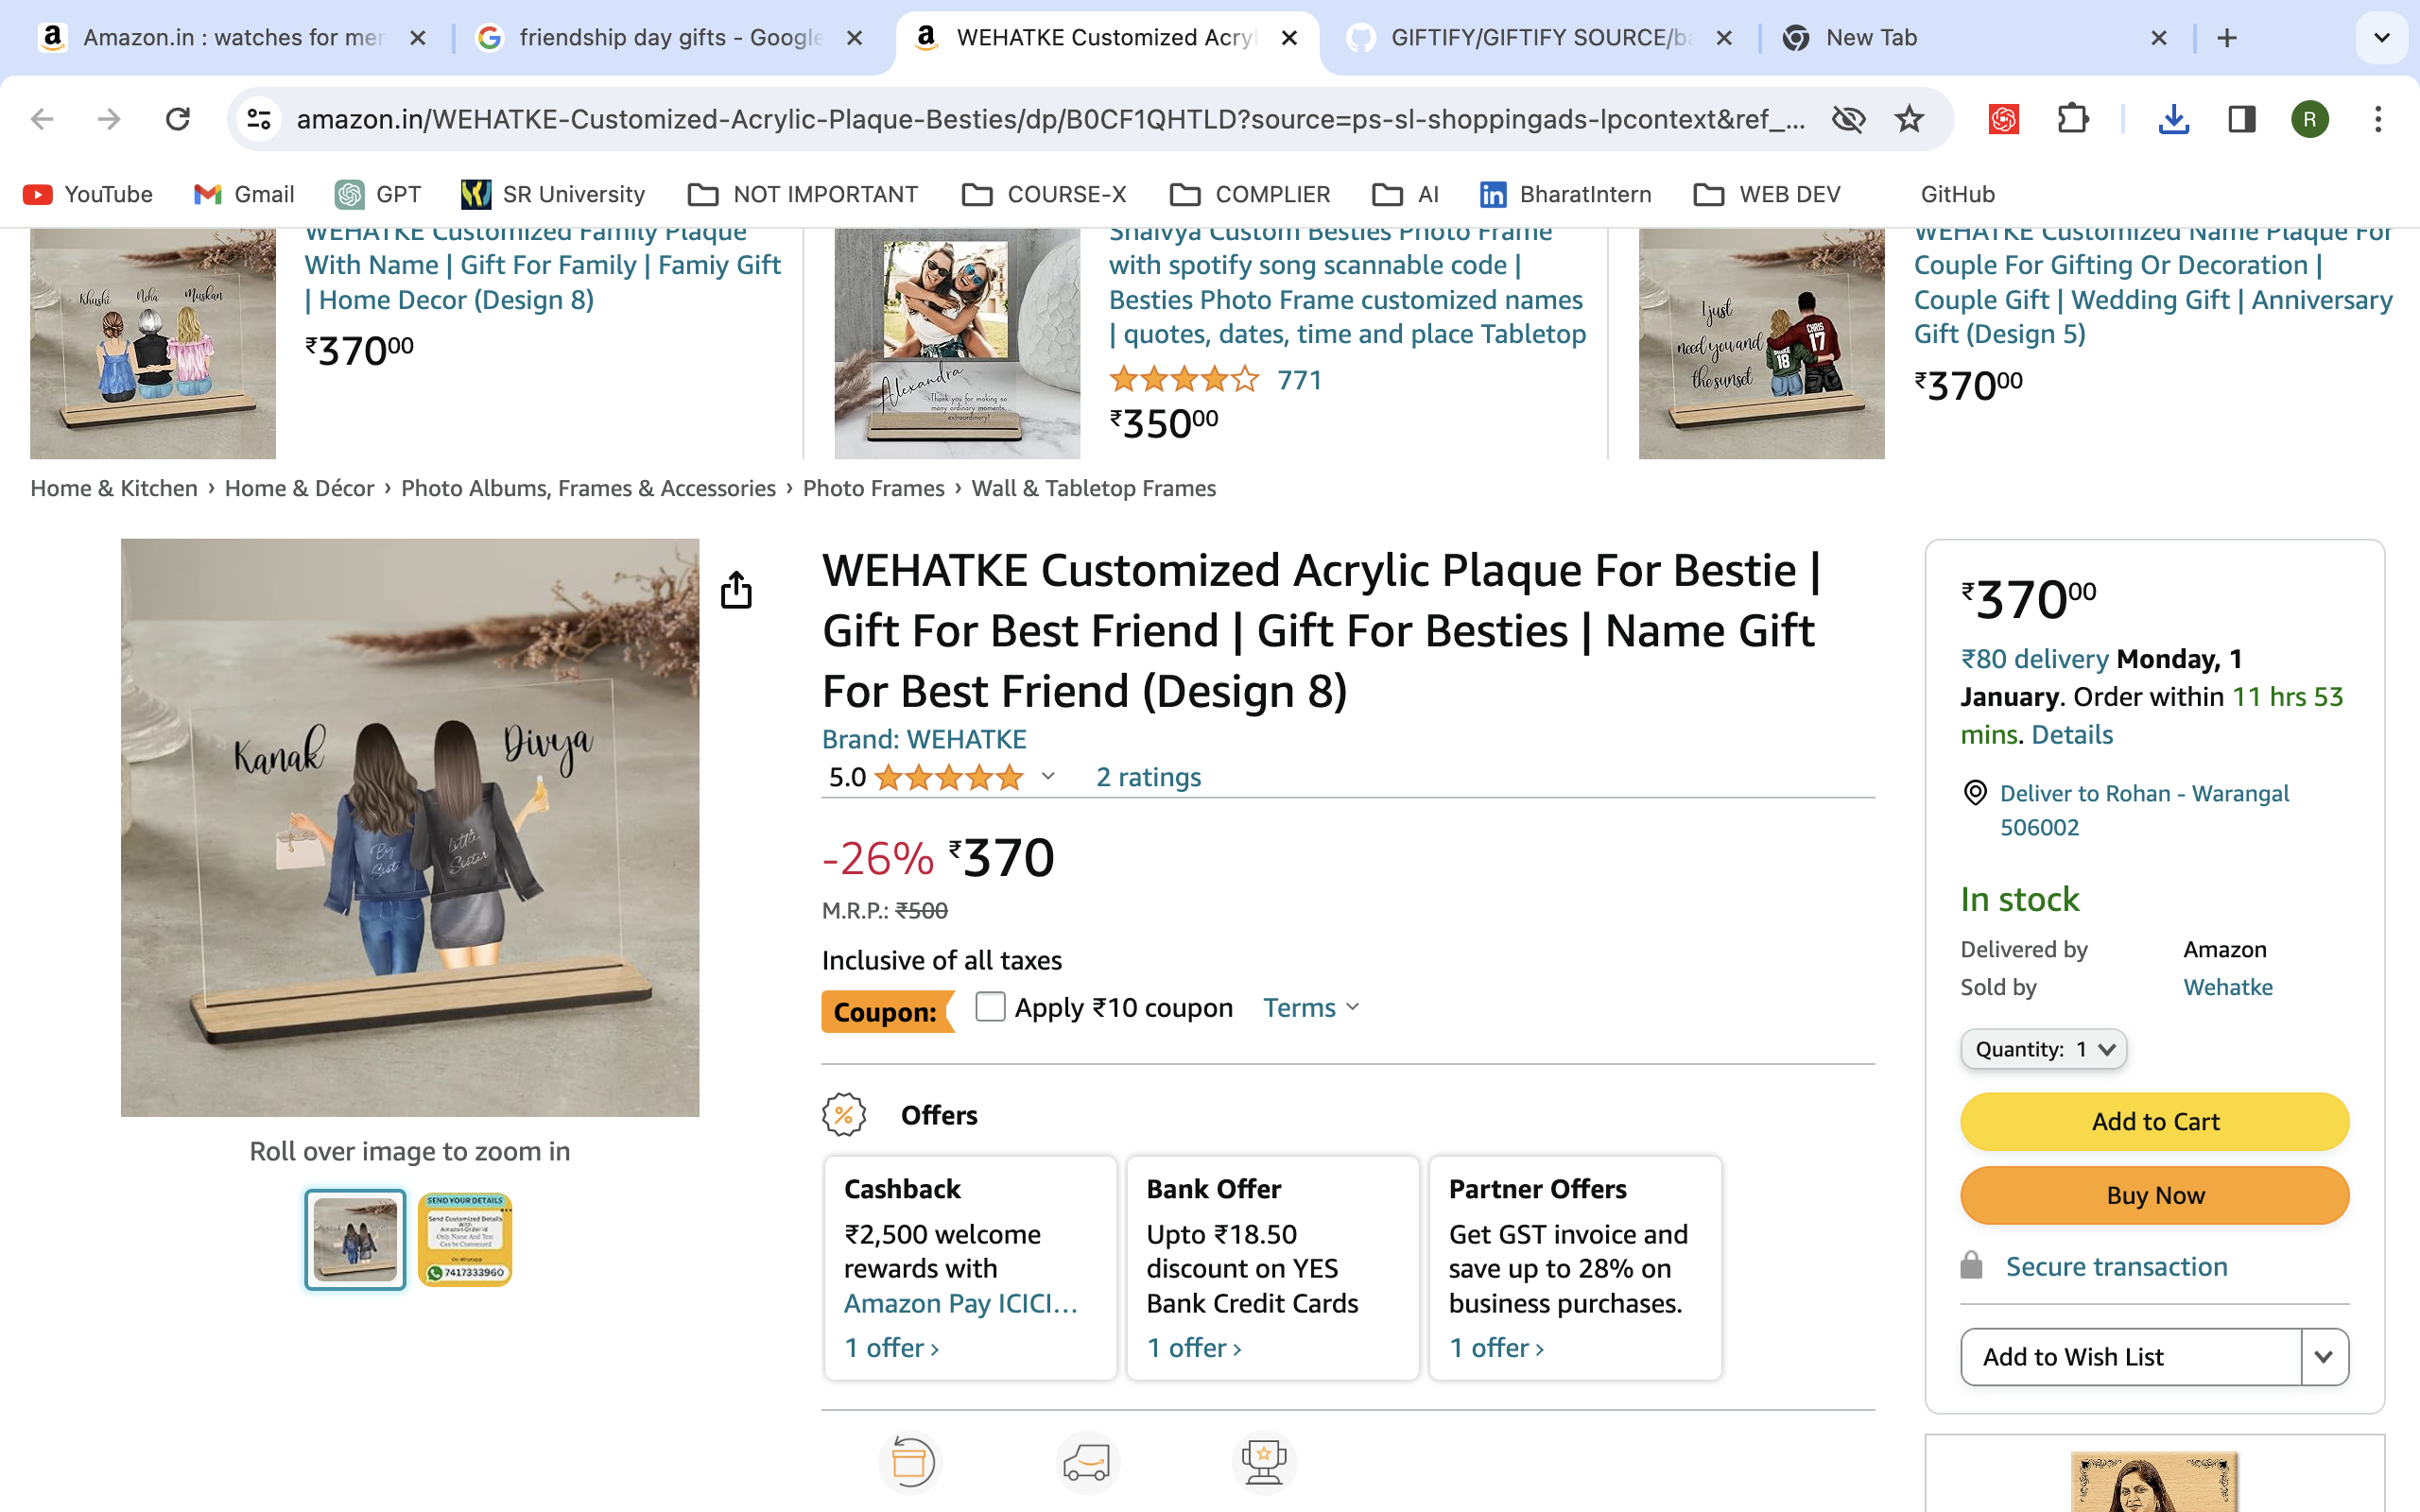 Amazon.in : watches for mer
friendship day gifts - Google
WEHATKE Customized Acryl
GIFTIFY/GIFTIFY SOURCE/ba
New Tab
amazon.in/WEHATKE-Customized-Acrylic-Plaque-Besties/dp/B0CF1QHTLD?source=ps-sl-shoppingads-lpcontext&ref_...
R
YouTube
Gmail
GPT
SR University
NOT IMPORTANT
COURSE-X
COMPLIER
AI
BharatIntern
WEB DEV
GitHub
Khushi Neha Muskan
WEHATKE Customized Family Plaque
With Name | Gift For Family | Famiy Gift
| Home Decor (Design 8)
₹37000
Alexandra
Thank you for making so
many ordinary moments,
extraordinary!
Shaivya Custom Besties Photo Frame
with spotify song scannable code |
Besties Photo Frame customized names
| quotes, dates, time and place Tabletop
771
₹35000
I just
need you and
the sunset
CHRIS
17
18
WEHATKE Customized Name Plaque For
Couple For Gifting Or Decoration |
Couple Gift | Wedding Gift | Anniversary
Gift (Design 5)
₹37000
Home & Kitchen › Home & Décor › Photo Albums, Frames & Accessories › Photo Frames › Wall & Tabletop Frames
Kanak
Divya
Big
Sister
Little
Sister
Roll over image to zoom in
SEND YOUR DETAILS
Send Customized Details
With
Amazon Order Id
Only Name And Text
Can be Customized
On Whatsapp
7417333960
WEHATKE Customized Acrylic Plaque For Bestie |
Gift For Best Friend | Gift For Besties | Name Gift
For Best Friend (Design 8)
Brand: WEHATKE
5.0
2 ratings
-26% ₹370
M.R.P.: ₹500
Inclusive of all taxes
Coupon: Apply ₹10 coupon Terms
% Offers
Cashback
₹2,500 welcome
rewards with
Amazon Pay ICICI…
1 offer ›
Bank Offer
Upto ₹18.50
discount on YES
Bank Credit Cards
1 offer ›
Partner Offers
Get GST invoice and
save up to 28% on
business purchases.
1 offer ›
₹37000
₹80 delivery Monday, 1
January. Order within 11 hrs 53
mins. Details
Deliver to Rohan - Warangal
506002
In stock
Delivered by Amazon
Sold by Wehatke
Quantity: 1
Add to Cart
Buy Now
Secure transaction
Add to Wish List